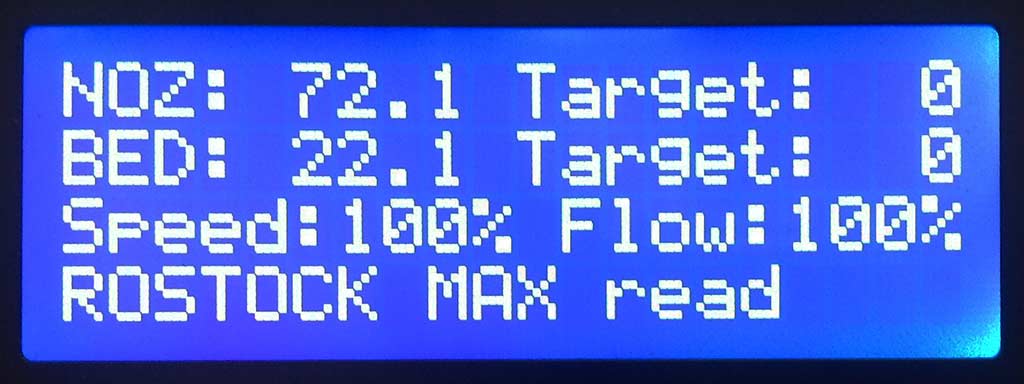 NOZ: 72.1 Target: 0
BED: 22.1 Target: 0
Speed:100% Flow:100%
ROSTOCK MAX read